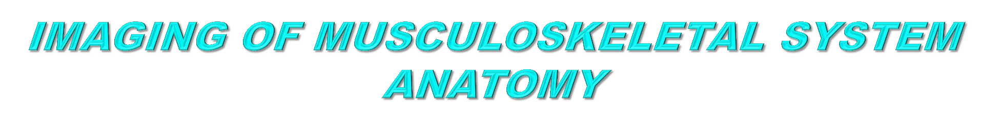 IMAGING OF MUSCULOSKELETAL SYSTEM
ANATOMY